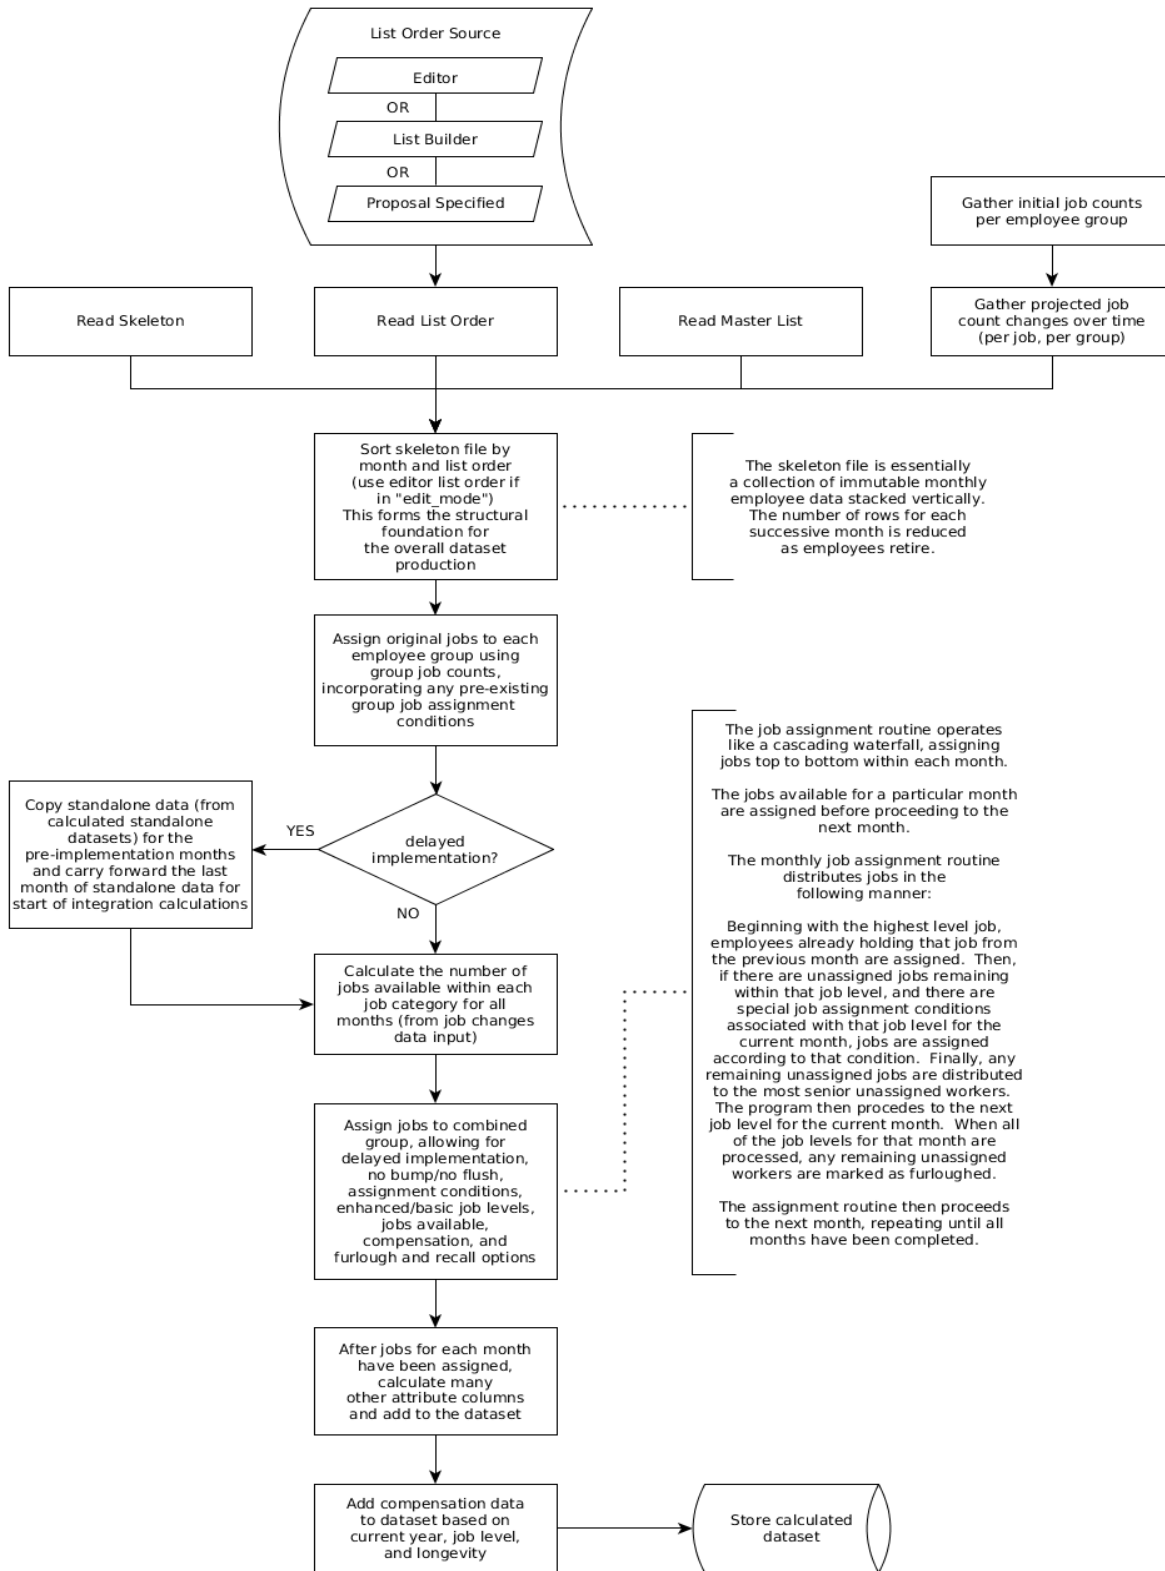 List Order Source
Editor
OR
List Builder
OR
Proposal Specified
Gather initial job counts
per employee group
Read Skeleton
Read List Order
Read Master List
Gather projected job
count changes over time
(per job, per group)
Sort skeleton file by
month and list order
(use editor list order if
in "edit_mode")
This forms the structural
foundation for
the overall dataset
production
The skeleton file is essentially
a collection of immutable monthly
employee data stacked vertically.
The number of rows for each
successive month is reduced
as employees retire.
Assign original jobs to each
employee group using
group job counts,
incorporating any pre-existing
group job assignment
conditions
delayed
implementation?
YES
NO
Copy standalone data (from
calculated standalone
datasets) for the
pre-implementation months
and carry forward the last
month of standalone data for
start of integration calculations
Calculate the number of
jobs available within each
job category for all
months (from job changes
data input)
Assign jobs to combined
group, allowing for
delayed implementation,
no bump/no flush,
assignment conditions,
enhanced/basic job levels,
jobs available,
compensation, and
furlough and recall options
The job assignment routine operates
like a cascading waterfall, assigning
jobs top to bottom within each month.
The jobs available for a particular month
are assigned before proceeding to the
next month.
The monthly job assignment routine
distributes jobs in the
following manner:
Beginning with the highest level job,
employees already holding that job from
the previous month are assigned.  Then,
if there are unassigned jobs remaining
within that job level, and there are
special job assignment conditions
associated with that job level for the
current month, jobs are assigned
according to that condition.  Finally, any
remaining unassigned jobs are distributed
to the most senior unassigned workers.
The program then procedes to the next
job level for the current month.  When all
of the job levels for that month are
processed, any remaining unassigned
workers are marked as furloughed.
The assignment routine then proceeds
to the next month, repeating until all
months have been completed.
After jobs for each month
have been assigned,
calculate many
other attribute columns
and add to the dataset
Add compensation data
to dataset based on
current year, job level,
and longevity
Store calculated
dataset